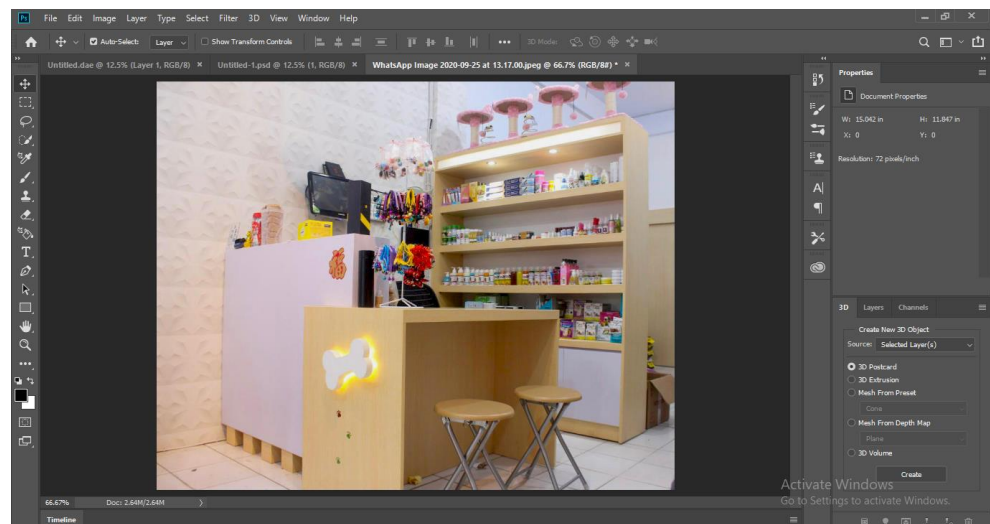 Ps File Edit Image Layer Type Select Filter 3D View Window Help
Auto-Select: Layer Show Transform Controls 3D Mode:
Untitled.dae @ 12.5% (Layer 1, RGB/8) × Untitled-1.psd @ 12.5% (1, RGB/8) × WhatsApp Image 2020-09-25 at 13.17.00.jpeg @ 66.7% (RGB/8#) * ×
Properties
Document Properties
W: 15.042 in H: 11.847 in
X: 0 Y: 0
Resolution: 72 pixels/inch
福
3D Layers Channels
Create New 3D Object
Source: Selected Layer(s)
3D Postcard
3D Extrusion
Mesh From Preset
Cone
Mesh From Depth Map
Plane
3D Volume
Create
Activate Windows
Go to Settings to activate Windows.
66.67% Doc: 2.64M/2.64M
Timeline